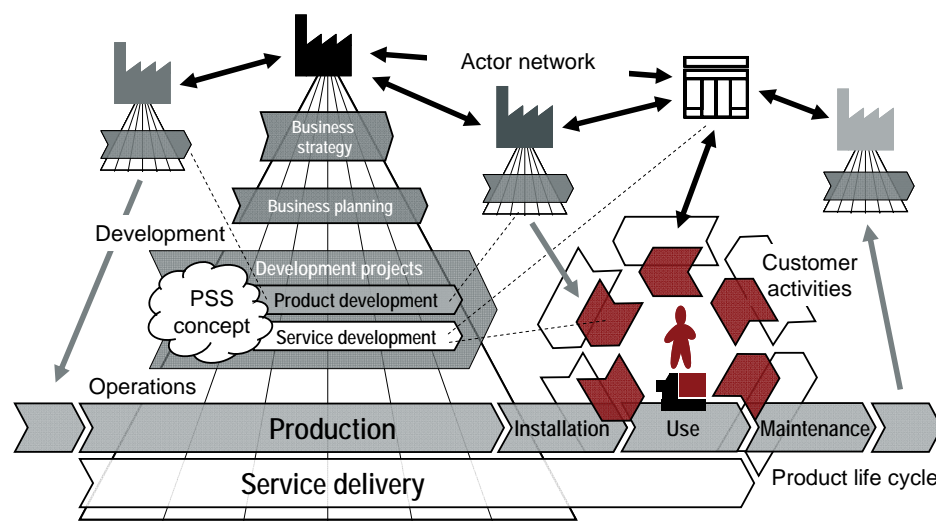 Actor network
Business
strategy
Business planning
Development
Development projects
Customer
activities
PSS
concept
Product development
Service development
Operations
Production
Installation
Use
Maintenance
Product life cycle
Service delivery